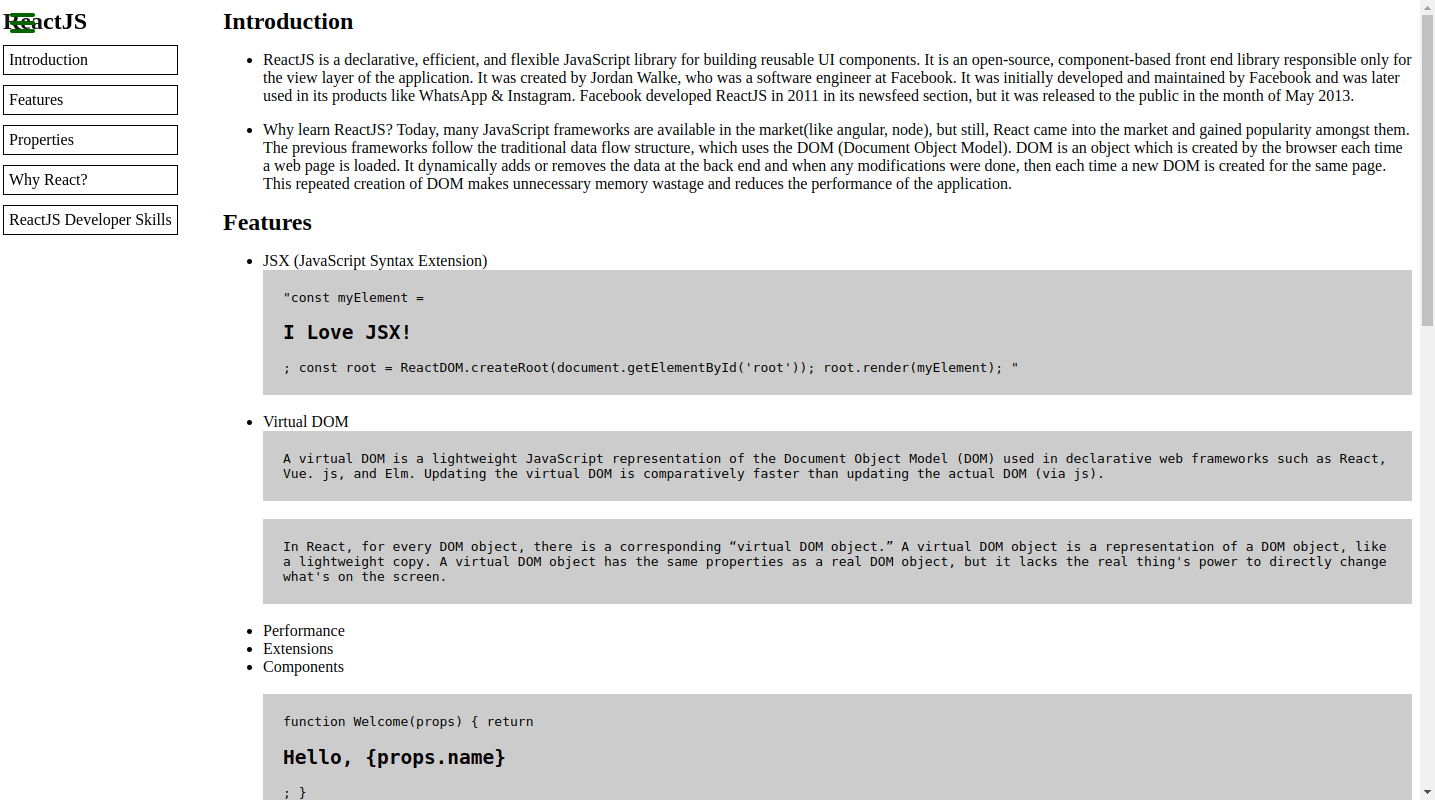 ReactJS
Introduction
Features
Properties
Why React?
ReactJS Developer Skills
Introduction
ReactJS is a declarative, efficient, and flexible JavaScript library for building reusable UI components. It is an open-source, component-based front end library responsible only for
the view layer of the application. It was created by Jordan Walke, who was a software engineer at Facebook. It was initially developed and maintained by Facebook and was later
used in its products like WhatsApp & Instagram. Facebook developed ReactJS in 2011 in its newsfeed section, but it was released to the public in the month of May 2013.
Why learn ReactJS? Today, many JavaScript frameworks are available in the market(like angular, node), but still, React came into the market and gained popularity amongst them.
The previous frameworks follow the traditional data flow structure, which uses the DOM (Document Object Model). DOM is an object which is created by the browser each time
a web page is loaded. It dynamically adds or removes the data at the back end and when any modifications were done, then each time a new DOM is created for the same page.
This repeated creation of DOM makes unnecessary memory wastage and reduces the performance of the application.
Features
JSX (JavaScript Syntax Extension)
"const myElement =
I Love JSX!
; const root = ReactDOM.createRoot(document.getElementById('root')); root.render(myElement); "
Virtual DOM
A virtual DOM is a lightweight JavaScript representation of the Document Object Model (DOM) used in declarative web frameworks such as React,
Vue. js, and Elm. Updating the virtual DOM is comparatively faster than updating the actual DOM (via js).
In React, for every DOM object, there is a corresponding “virtual DOM object.” A virtual DOM object is a representation of a DOM object, like
a lightweight copy. A virtual DOM object has the same properties as a real DOM object, but it lacks the real thing's power to directly change
what's on the screen.
Performance
Extensions
Components
function Welcome(props) { return
Hello, {props.name}
; }